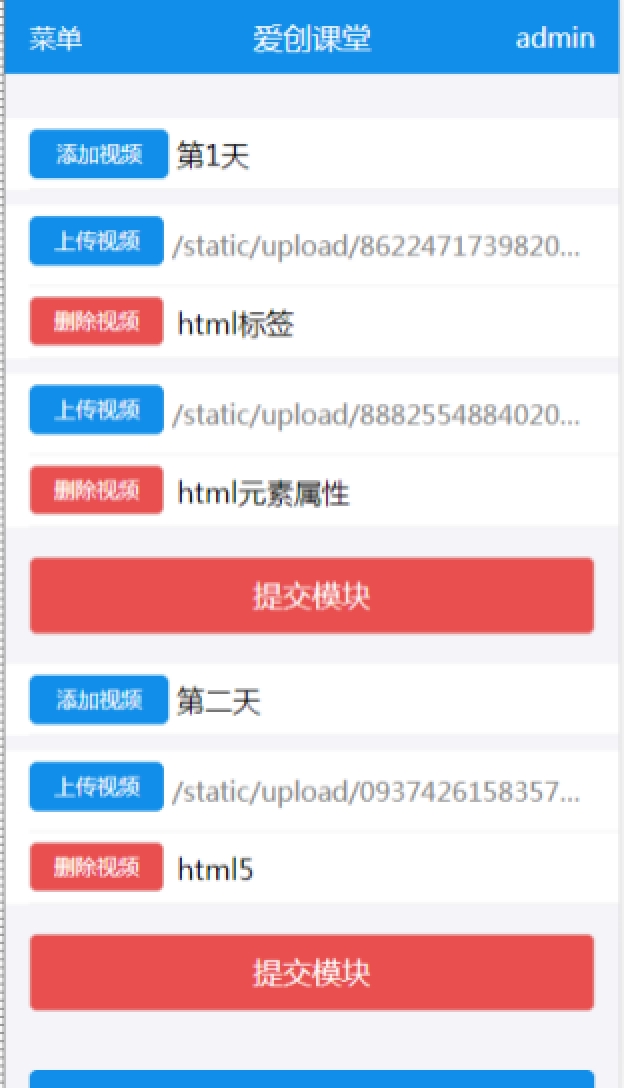 菜单 爱创课堂 admin
添加视频 第1天
上传视频 /static/upload/8622471739820...
删除视频 html标签
上传视频 /static/upload/8882554884020...
删除视频 html元素属性
提交模块
添加视频 第二天
上传视频 /static/upload/0937426158357...
删除视频 html5
提交模块